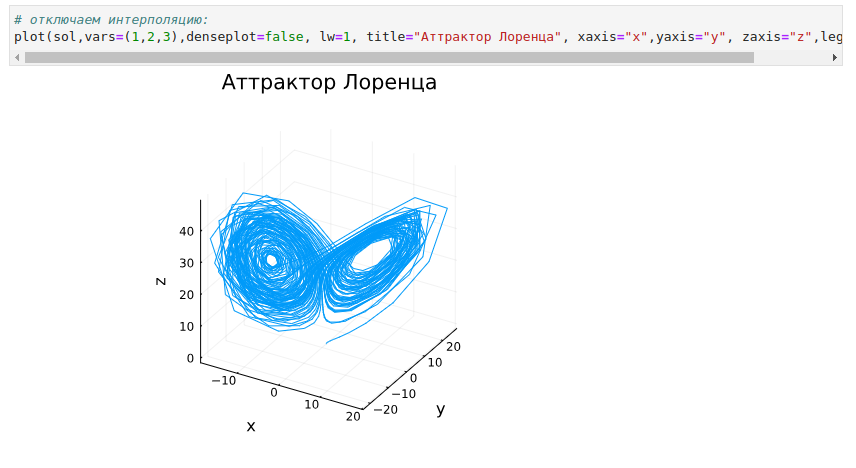 # отключаем интерполяцию:
plot(sol,vars=(1,2,3),denseplot=false, lw=1, title="Аттрактор Лоренца", xaxis="x",yaxis="y", zaxis="z",leg
Аттрактор Лоренца
40
30
z
20
10
0
−10
0
10
20
x
−20
−10
0
10
20
y